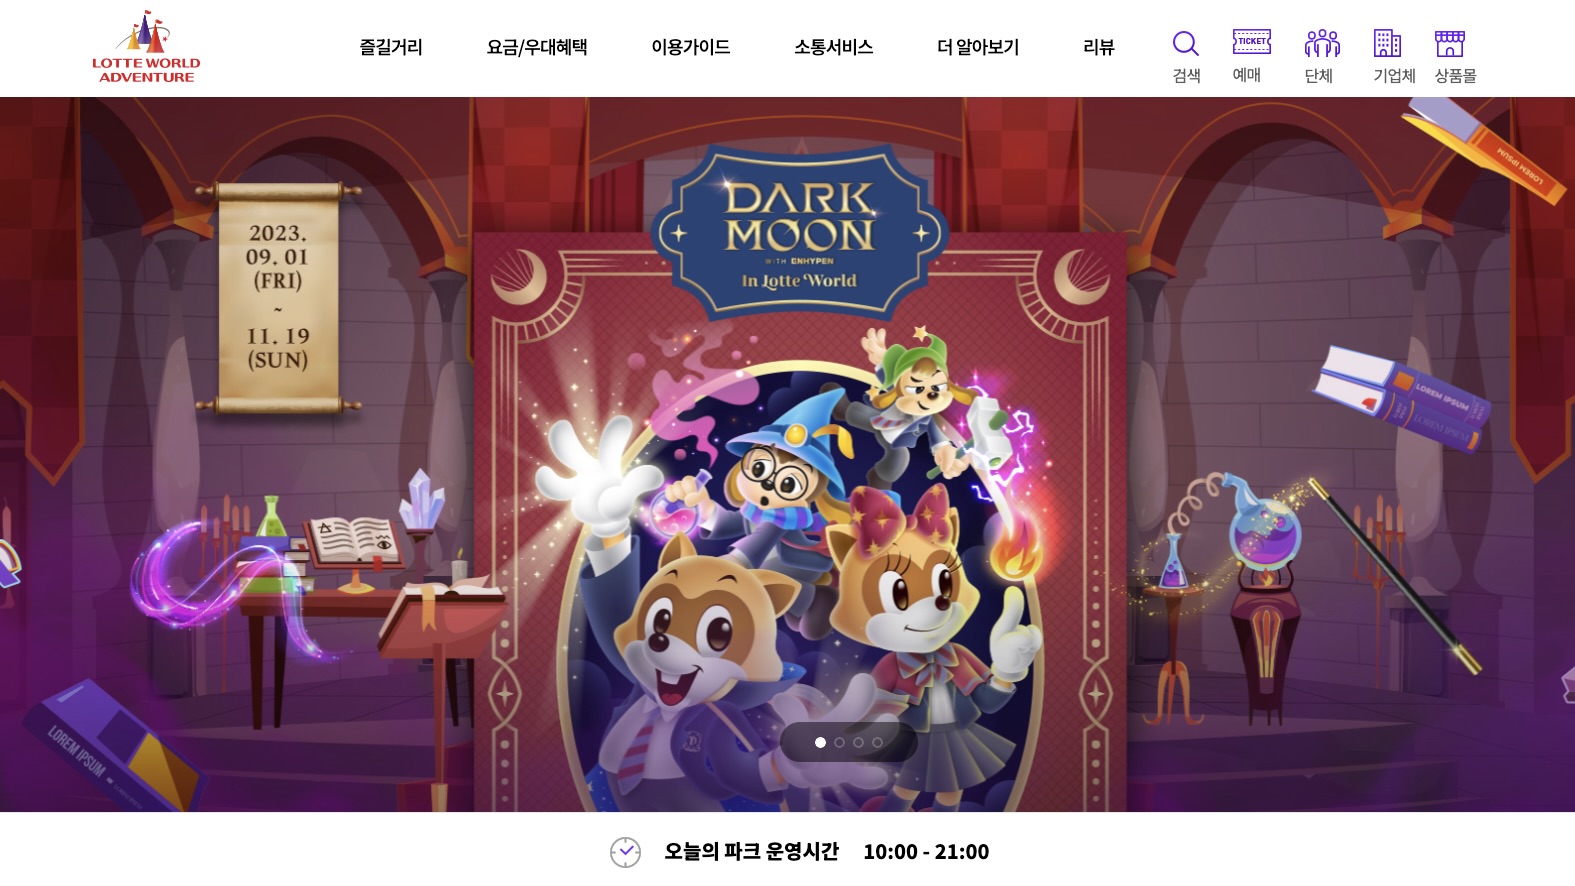 LOTTE WORLD
ADVENTURE
즐길거리
요금/우대혜택
이용가이드
소통서비스
더 알아보기
리뷰
검색
TICKET
예매
단체
기업체
상품몰
2023.
09. 01
(FRI)
~
11. 19
(SUN)
DARK
MOON
WITH ENHYPEN
In Lotte World
LOREM IPSUM
LOREM IPSUM
LOREM IPSUM
LOREM IPSUM
오늘의 파크 운영시간 10:00 - 21:00